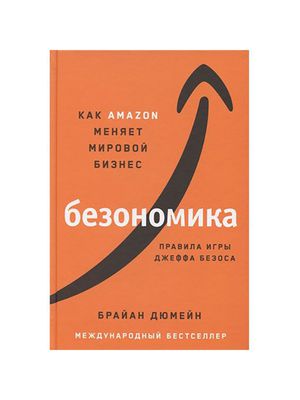 КАК AMAZON
МЕНЯЕТ
МИРОВОЙ
БИЗНЕС
безономика
ПРАВИЛА ИГРЫ
ДЖЕФФА БЕЗОСА
БРАЙАН ДЮМЕЙН
МЕЖДУНАРОДНЫЙ БЕСТСЕЛЛЕР